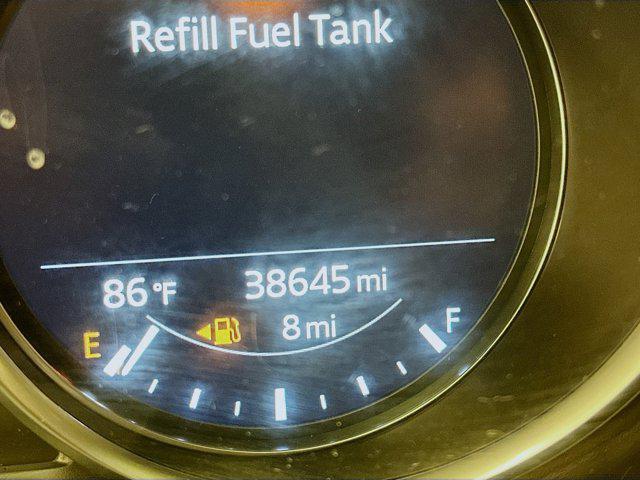 Refill Fuel Tank
86 °F 38645 mi
E 8 mi F